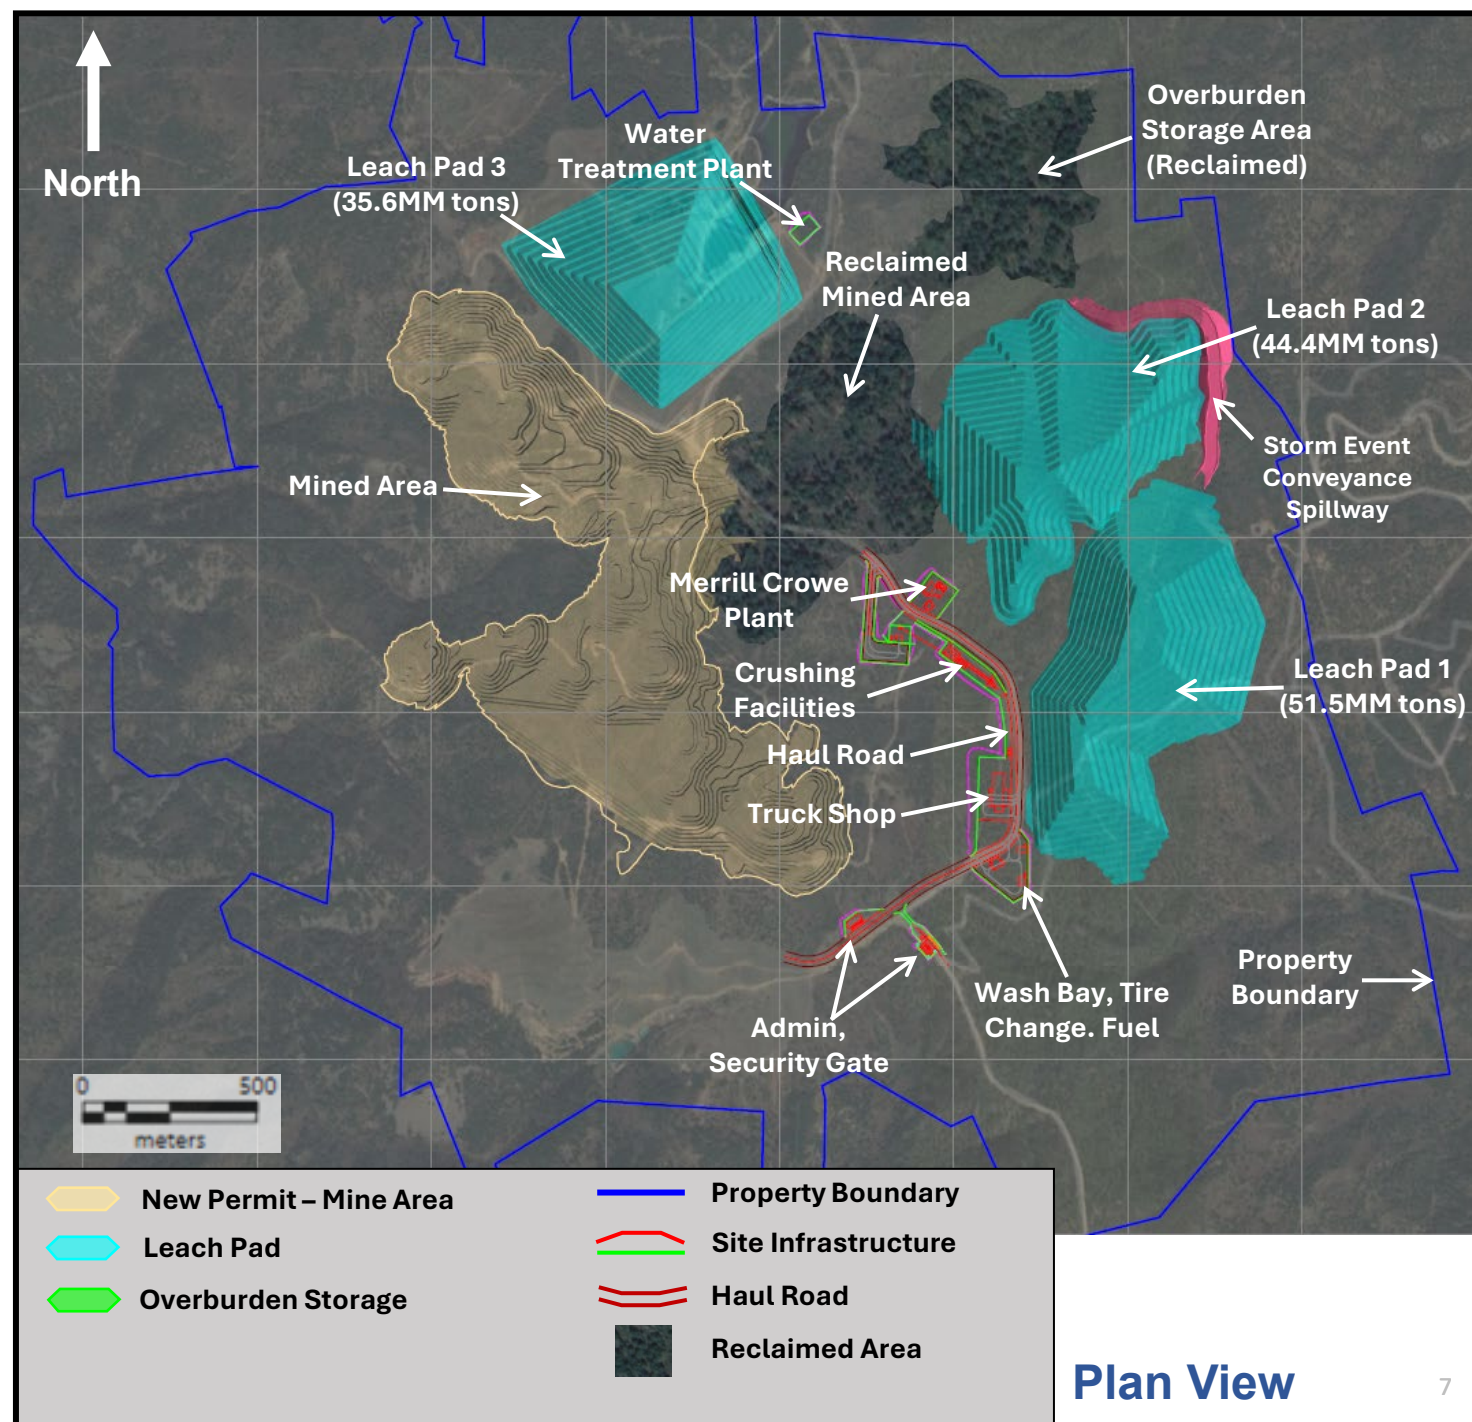 North
Water
Treatment Plant
Leach Pad 3
(35.6MM tons)
Overburden
Storage Area
(Reclaimed)
Reclaimed
Mined Area
Leach Pad 2
(44.4MM tons)
Storm Event
Conveyance
Spillway
Mined Area
Merrill Crowe
Plant
Crushing
Facilities
Leach Pad 1
(51.5MM tons)
Haul Road
Truck Shop
Property
Boundary
Wash Bay, Tire
Change. Fuel
Admin,
Security Gate
0 500
meters
New Permit – Mine Area
Leach Pad
Overburden Storage
Property Boundary
Site Infrastructure
Haul Road
Reclaimed Area
Plan View
7